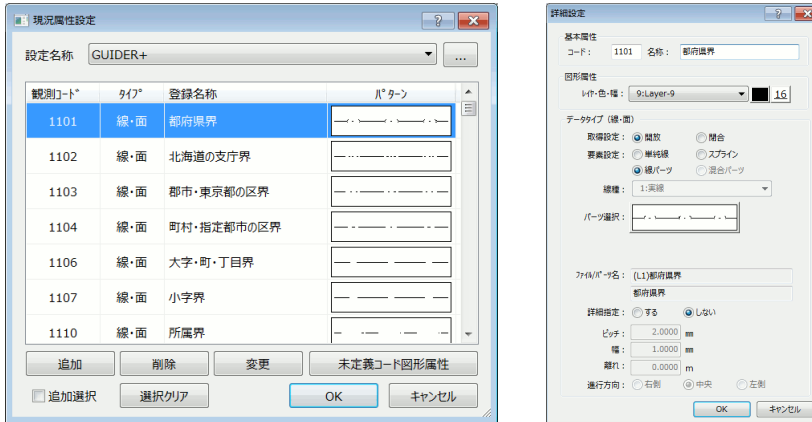 現況属性設定
設定名称 GUIDER+ ...
観測ｺｰﾄﾞ ﾀｲﾌﾟ 登録名称 ﾊﾟﾀｰﾝ
1101 線・面 都府県界
1102 線・面 北海道の支庁界
1103 線・面 郡市・東京都の区界
1104 線・面 町村・指定都市の区界
1106 線・面 大字・町・丁目界
1107 線・面 小字界
1110 線・面 所属界
追加 削除 変更 未定義コード図形属性
追加選択 選択クリア OK キャンセル
詳細設定
基本属性
コード： 1101 名称： 都府県界
図形属性
ﾚｲﾔ・色・幅： 9:Layer-9 16
データタイプ（線・面）
取得設定： 開放 閉合
要素設定： 単純線 スプライン
線パーツ 混合パーツ
線種： 1:実線
パーツ選択：
ﾌｧｲﾙ/ﾊﾟｰﾂ名： (L1)都府県界
都府県界
詳細指定： する しない
ピッチ： 2.0000 mm
幅： 1.0000 mm
離れ： 0.0000 m
進行方向： 右側 中央 左側
OK キャンセル